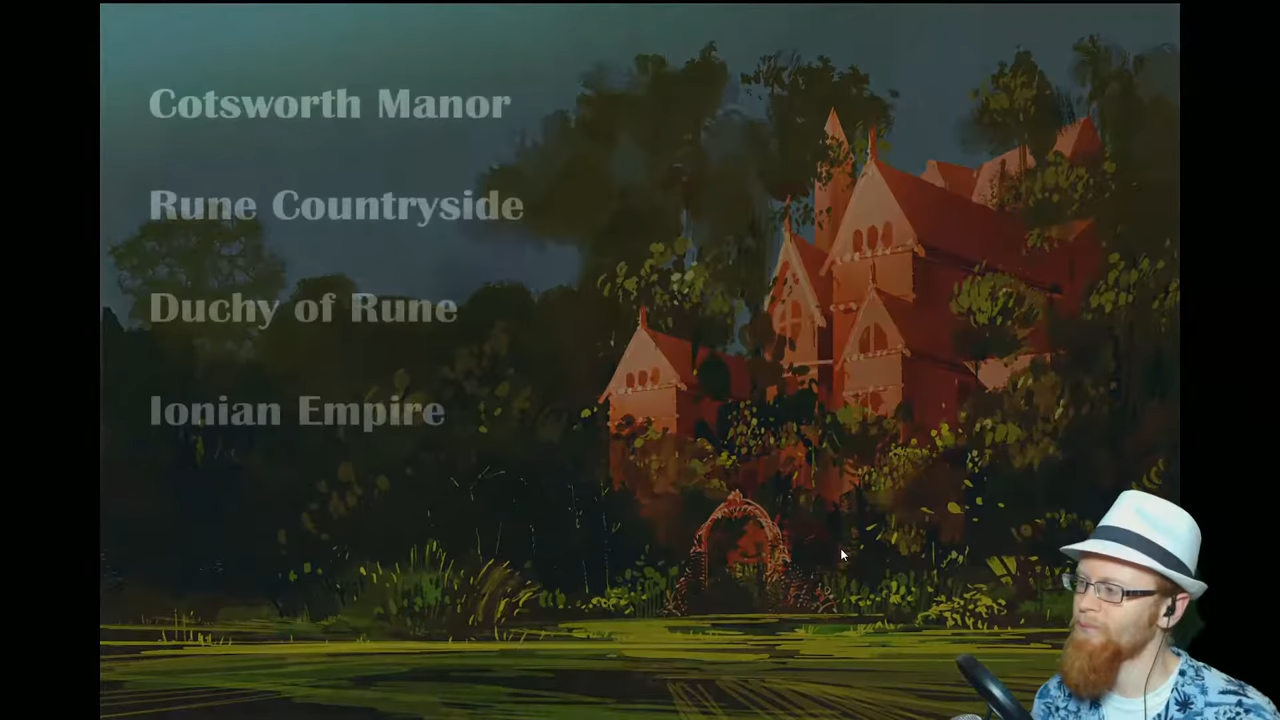 Cotsworth Manor
Rune Countryside
Duchy of Rune
Ionian Empire